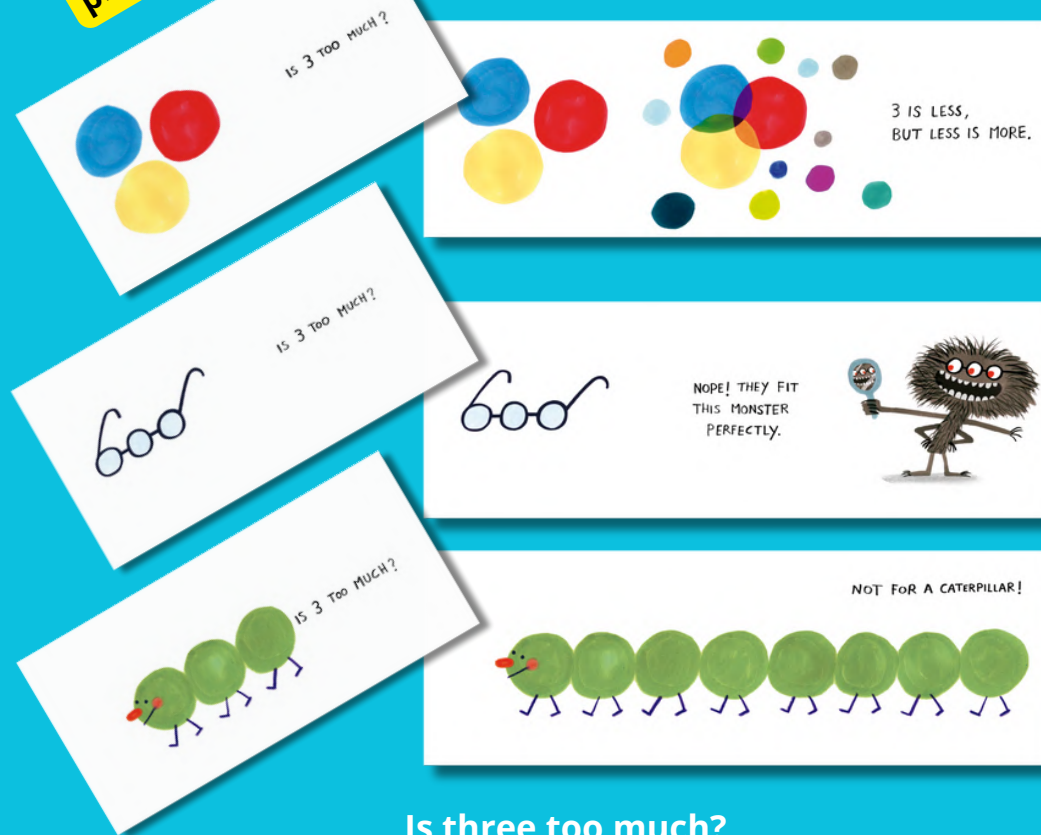 IS 3 TOO MUCH?
3 IS LESS,
BUT LESS IS MORE.
IS 3 TOO MUCH?
NOPE! THEY FIT
THIS MONSTER
PERFECTLY.
IS 3 TOO MUCH?
NOT FOR A CATERPILLAR!
Is three too much?